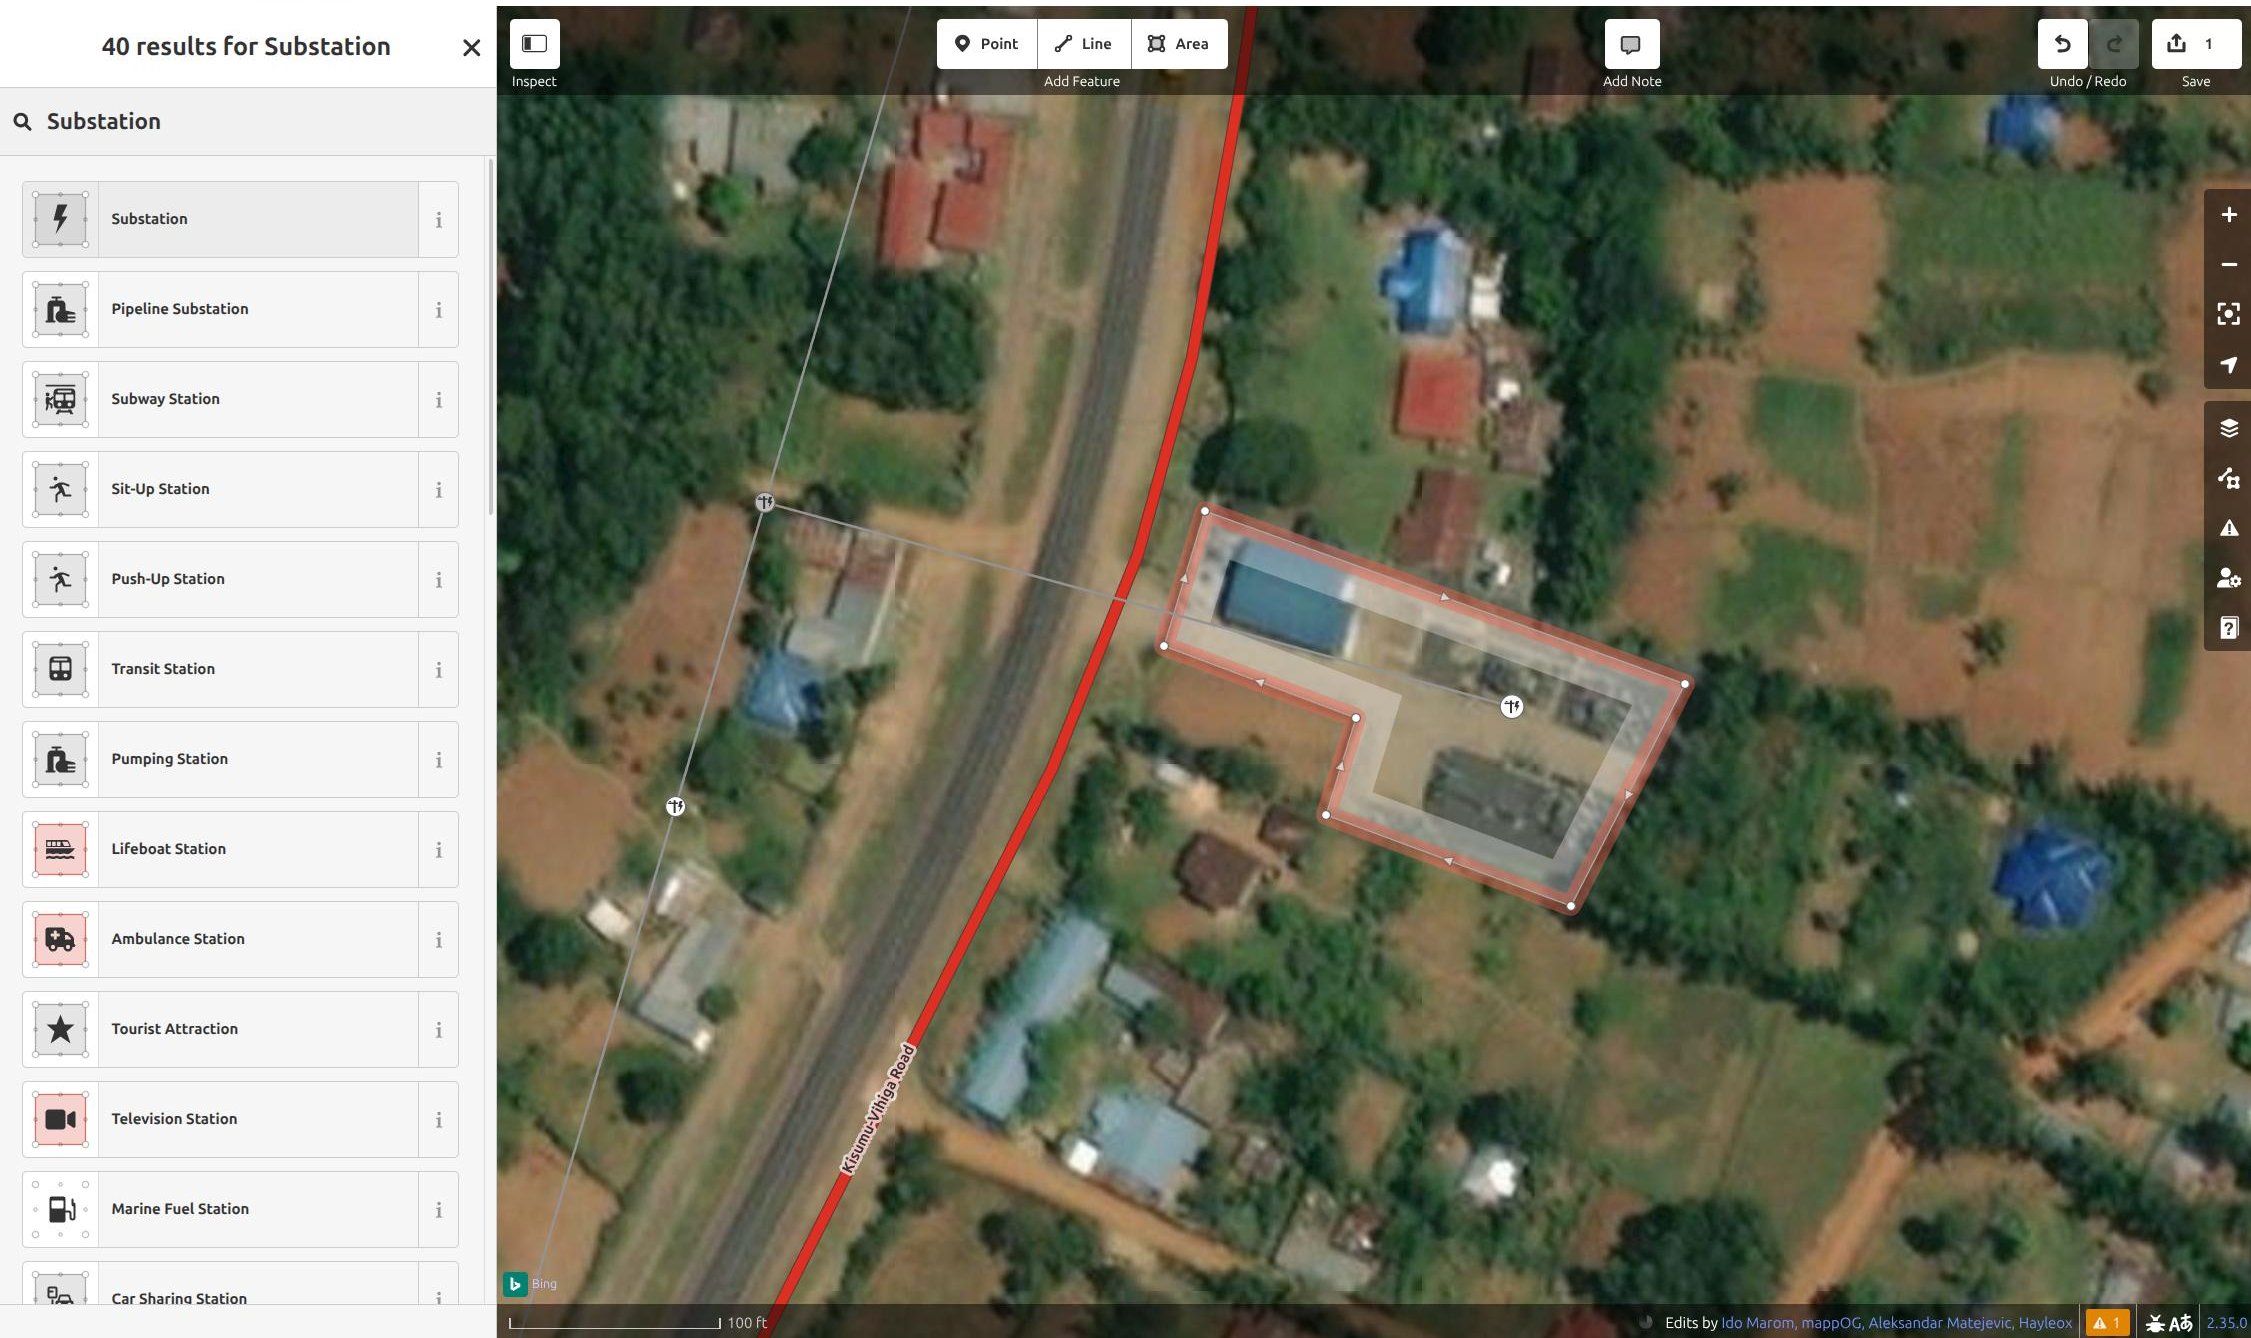 40 results for Substation
Substation
Substation
Pipeline Substation
Subway Station
Sit-Up Station
Push-Up Station
Transit Station
Pumping Station
Lifeboat Station
Ambulance Station
Tourist Attraction
Television Station
Marine Fuel Station
Car Sharing Station
Inspect
Point
Line
Area
Add Feature
Add Note
1
Undo / Redo
Save
Kisumu-Vihiga Road
Bing
100 ft
Edits by Ido Marom, mappOG, Aleksandar Matejevic, Hayleox
1
Aあ
2.35.0